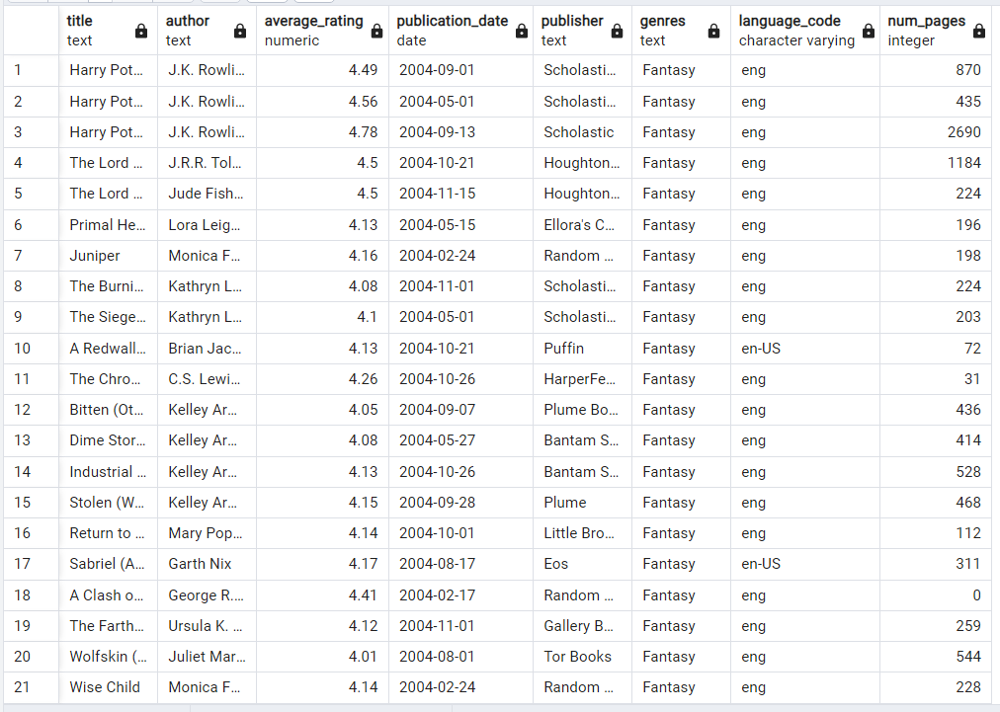 title author average_rating publication_date publisher genres language_code num_pages
text text numeric date text text character varying integer
1 Harry Pot... J.K. Rowli... 4.49 2004-09-01 Scholasti... Fantasy eng 870
2 Harry Pot... J.K. Rowli... 4.56 2004-05-01 Scholasti... Fantasy eng 435
3 Harry Pot... J.K. Rowli... 4.78 2004-09-13 Scholastic Fantasy eng 2690
4 The Lord ... J.R.R. Tol... 4.5 2004-10-21 Houghton... Fantasy eng 1184
5 The Lord ... Jude Fish... 4.5 2004-11-15 Houghton... Fantasy eng 224
6 Primal He... Lora Leig... 4.13 2004-05-15 Ellora's C... Fantasy eng 196
7 Juniper Monica F... 4.16 2004-02-24 Random ... Fantasy eng 198
8 The Burni... Kathryn L... 4.08 2004-11-01 Scholasti... Fantasy eng 224
9 The Siege... Kathryn L... 4.1 2004-05-01 Scholasti... Fantasy eng 203
10 A Redwall... Brian Jac... 4.13 2004-10-21 Puffin Fantasy en-US 72
11 The Chro... C.S. Lewi... 4.26 2004-10-26 HarperFe... Fantasy eng 31
12 Bitten (Ot... Kelley Ar... 4.05 2004-09-07 Plume Bo... Fantasy eng 436
13 Dime Stor... Kelley Ar... 4.08 2004-05-27 Bantam S... Fantasy eng 414
14 Industrial ... Kelley Ar... 4.13 2004-10-26 Bantam S... Fantasy eng 528
15 Stolen (W... Kelley Ar... 4.15 2004-09-28 Plume Fantasy eng 468
16 Return to ... Mary Pop... 4.14 2004-10-01 Little Bro... Fantasy eng 112
17 Sabriel (A... Garth Nix 4.17 2004-08-17 Eos Fantasy en-US 311
18 A Clash o... George R.... 4.41 2004-02-17 Random ... Fantasy eng 0
19 The Farth... Ursula K. ... 4.12 2004-11-01 Gallery B... Fantasy eng 259
20 Wolfskin (... Juliet Mar... 4.01 2004-08-01 Tor Books Fantasy eng 544
21 Wise Child Monica F... 4.14 2004-02-24 Random ... Fantasy eng 228